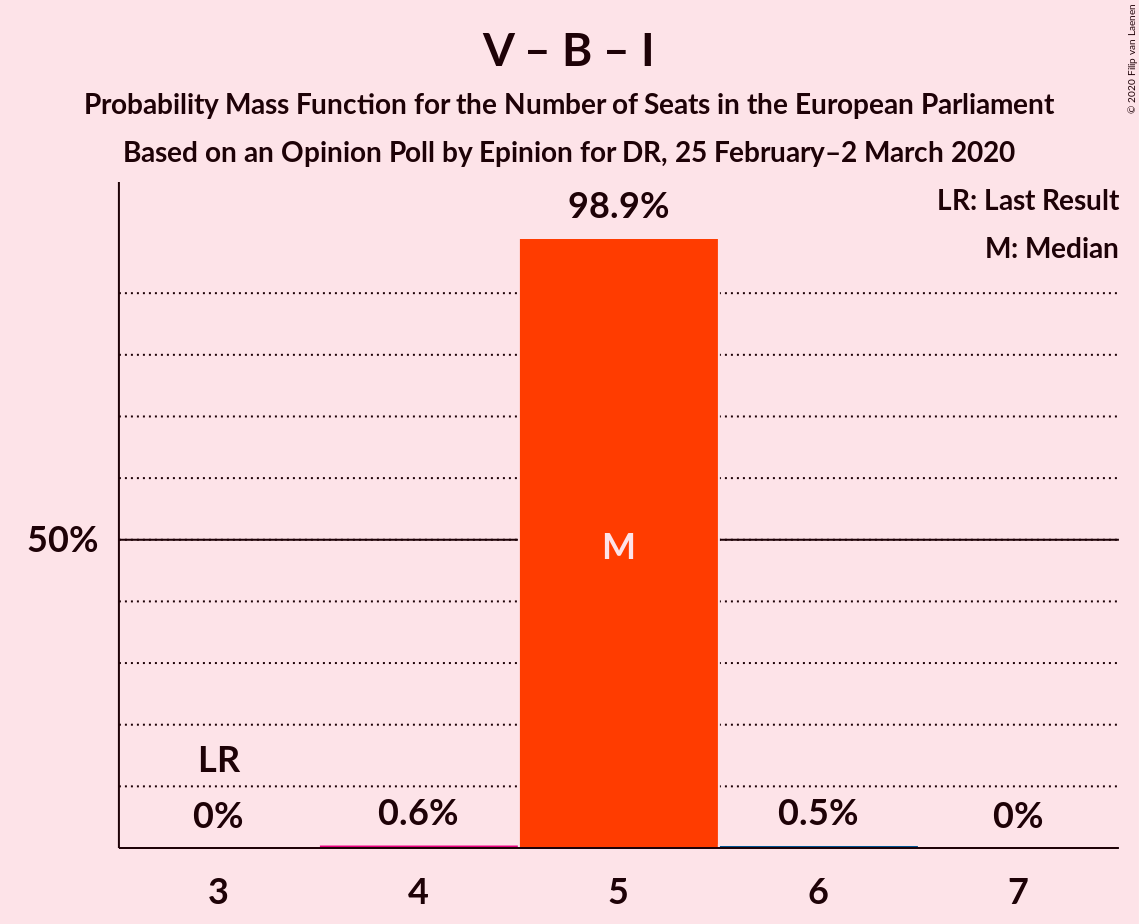 V – B – I
Probability Mass Function for the Number of Seats in the European Parliament
Based on an Opinion Poll by Epinion for DR, 25 February–2 March 2020
© 2020 Filip van Laenen
LR: Last Result
M: Median
98.9%
50%
M
LR
0%
0.6%
0.5%
0%
3
4
5
6
7